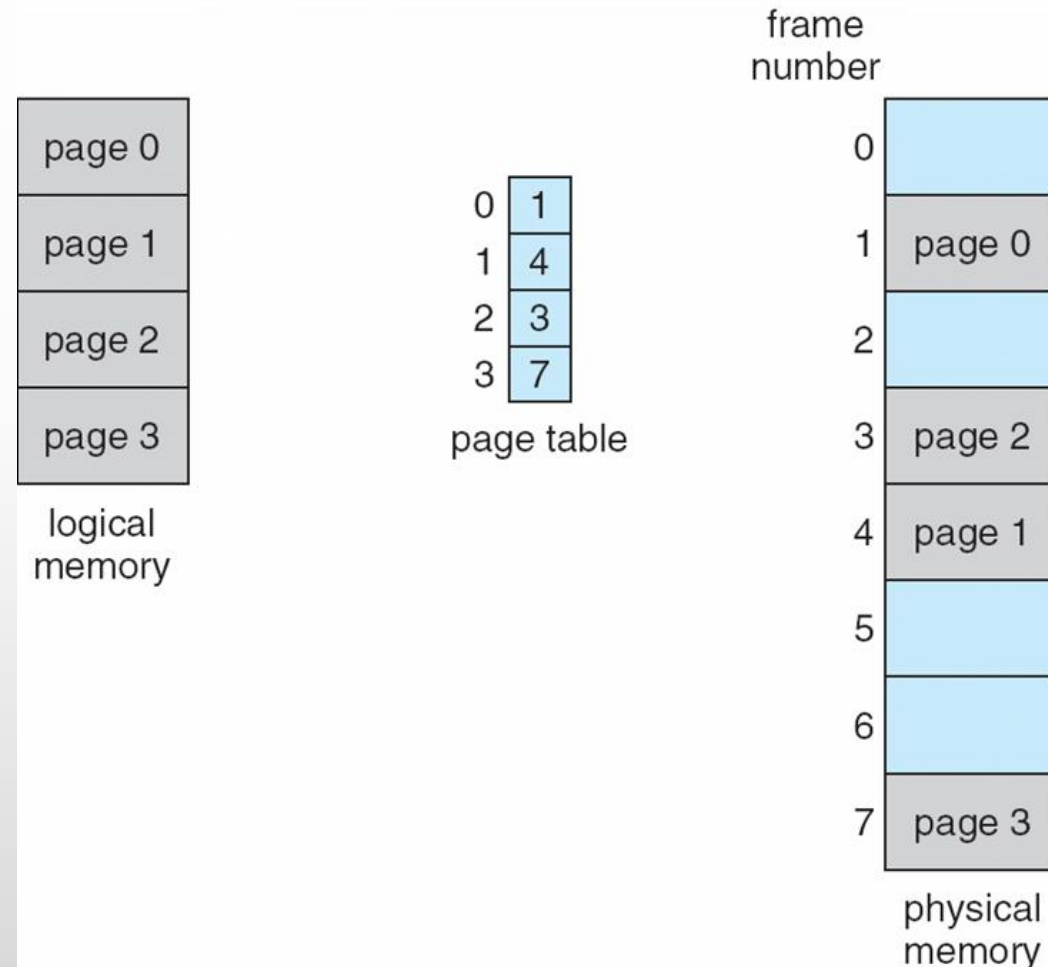 page 0
page 1
page 2
page 3
logical
memory
0 1
1 4
2 3
3 7
page table
frame
number
0
1 page 0
2
3 page 2
4 page 1
5
6
7 page 3
physical
memory